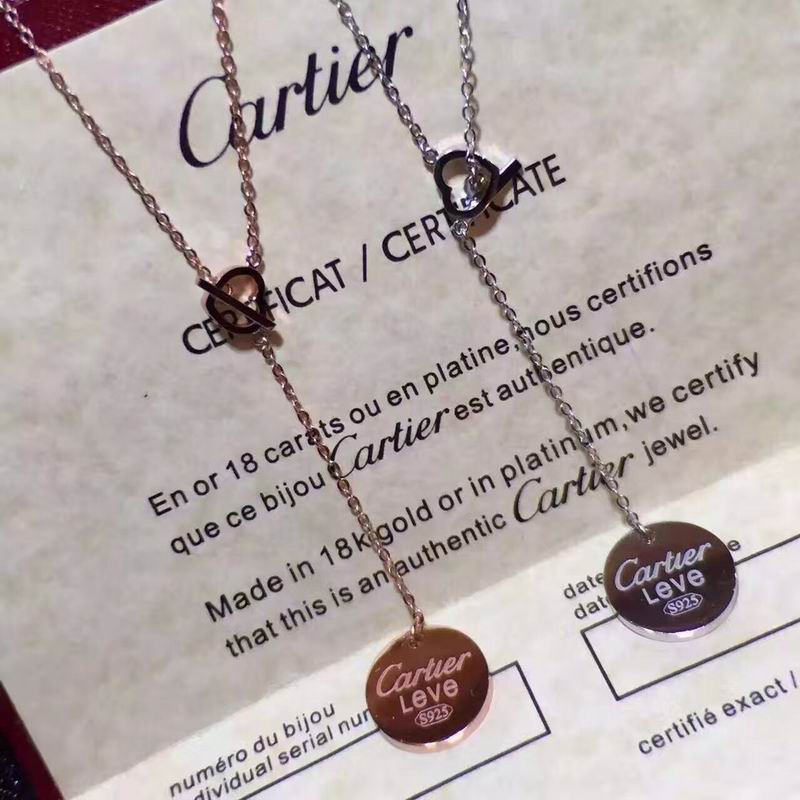 Cartier
CERTIFICAT / CERTIFICATE
En or 18 carats ou en platine, nous certifions
que ce bijou Cartier est authentique.
Made in 18k gold or in platinum, we certify
that this is an authentic Cartier jewel.
Cartier
Leve
S925
Cartier
Leve
S925
date
dat
e
numéro du bijou
dividual serial nu
certifié exact /